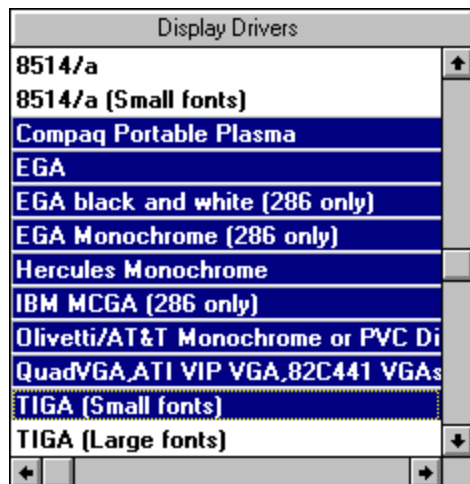 Display Drivers
8514/a
8514/a (Small fonts)
Compaq Portable Plasma
EGA
EGA black and white (286 only)
EGA Monochrome (286 only)
Hercules Monochrome
IBM MCGA (286 only)
Olivetti/AT&T Monochrome or PVC Di
QuadVGA,ATI VIP VGA,82C441 VGAs
TIGA (Small fonts)
TIGA (Large fonts)